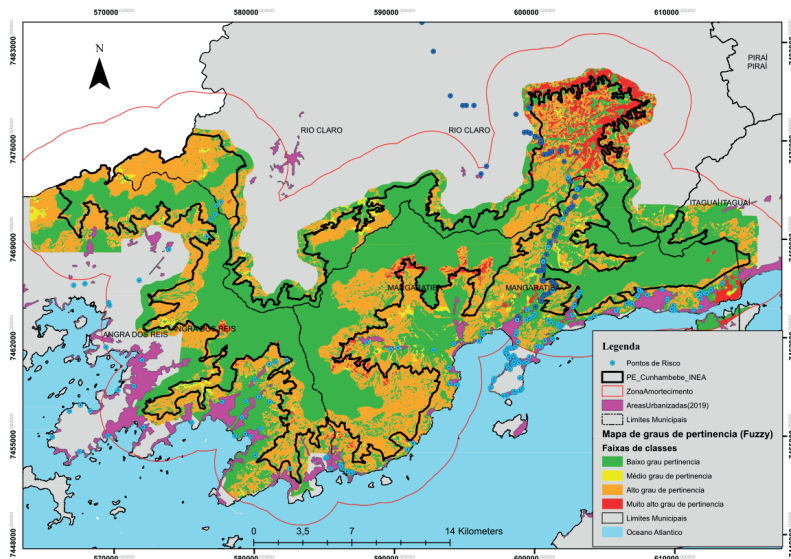 570000 580000 590000 600000 610000
7483000
N
PIRAÍ
PIRAÍ
RIO CLARO RIO CLARO
7476000
ITAGUAÍ ITAGUAÍ
7469000
MANGARATIBA MANGARATIBA
ANGRA DOS REIS ANGRA DOS REIS
7462000
7455000
7448000
Legenda
Pontos de Risco
PE_Cunhambebe_INEA
ZonaAmortecimento
AreasUrbanizadas(2019)
Limites Municipais
Mapa de graus de pertinencia (Fuzzy)
Faixas de classes
Baixo grau pertinencia
Médio grau de pertinencia
Alto grau de pertinencia
Muito alto grau de pertinencia
Limites Municipais
Oceano Atlantico
0 3,5 7 14 Kilometers
570000 580000 590000 600000 610000